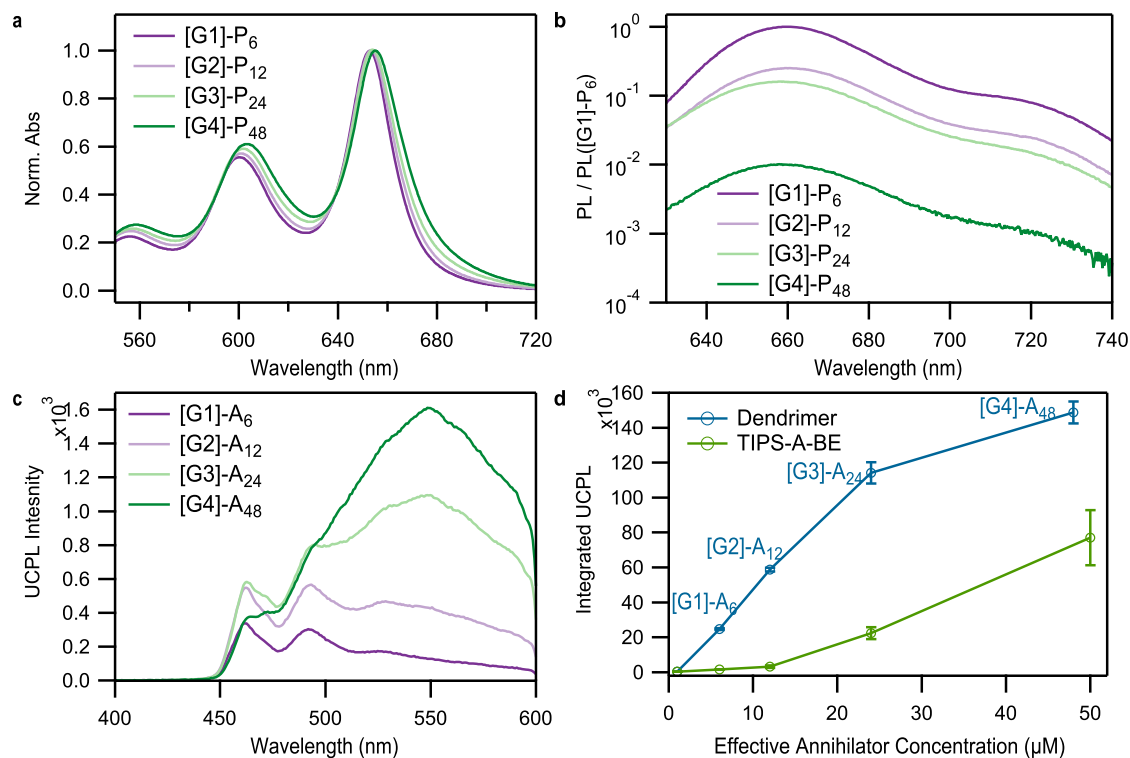 a
[G1]-P6
[G2]-P12
[G3]-P24
[G4]-P48
1.0
0.8
0.6
0.4
0.2
0.0
Norm. Abs
560
600
640
680
720
Wavelength (nm)
b
10^0
10^-1
10^-2
10^-3
10^-4
PL / PL([G1]-P6)
[G1]-P6
[G2]-P12
[G3]-P24
[G4]-P48
640
660
680
700
720
740
Wavelength (nm)
c
x10^3
[G1]-A6
[G2]-A12
[G3]-A24
[G4]-A48
1.6
1.4
1.2
1.0
0.8
0.6
0.4
0.2
0.0
UCPL Intesnity
400
450
500
550
600
Wavelength (nm)
d
x10^3
Dendrimer
TIPS-A-BE
[G4]-A48
[G3]-A24
[G2]-A12
[G1]-A6
160
140
120
100
80
60
40
20
0
Integrated UCPL
0
10
20
30
40
50
Effective Annihilator Concentration (µM)